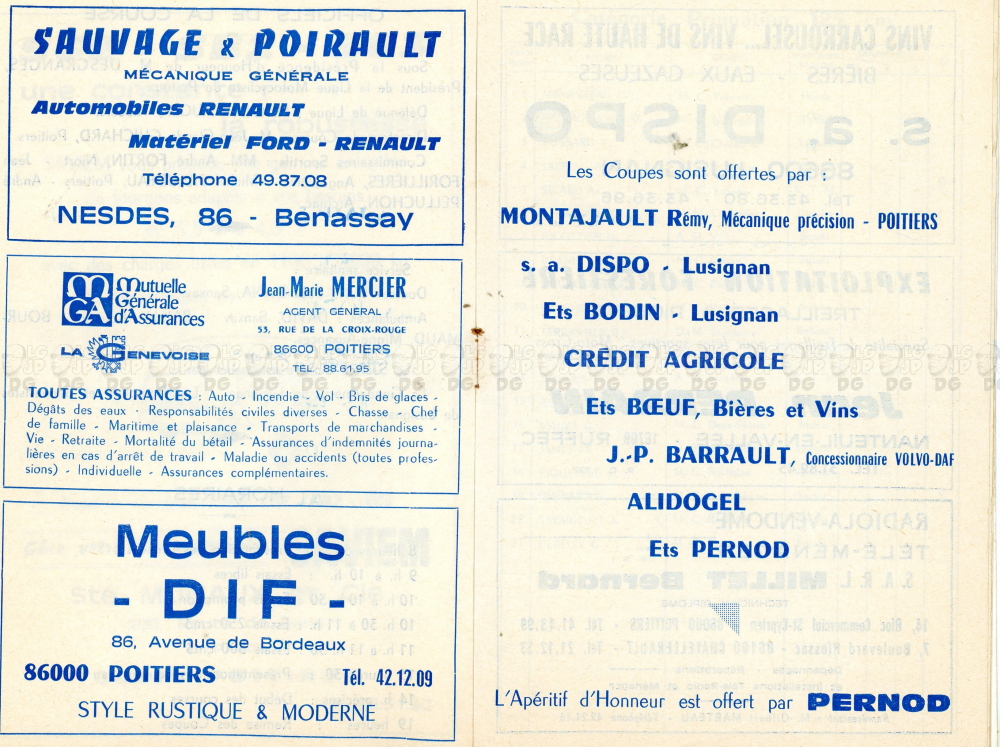 SAUVAGE & POIRAULT
MÉCANIQUE GÉNÉRALE
Automobiles RENAULT
Matériel FORD - RENAULT
Téléphone 49.87.08
NESDES, 86 - Benassay
MGA
Mutuelle
Générale
d'Assurances
LA GENEVOISE
Jean-Marie MERCIER
AGENT GÉNÉRAL
53, RUE DE LA CROIX-ROUGE
86000 POITIERS
TEL. 88.61.95
TOUTES ASSURANCES : Auto - Incendie - Vol - Bris de glaces -
Dégâts des eaux - Responsabilités civiles diverses - Chasse - Chef
de famille - Maritime et plaisance - Transports de marchandises -
Vie - Retraite - Mortalité du bétail - Assurances d'indemnités journa-
lières en cas d'arrêt de travail - Maladie ou accidents (toutes profes-
sions) - Individuelle - Assurances complémentaires.
Meubles
- DIF -
86, Avenue de Bordeaux
86000 POITIERS Tél. 42.12.09
STYLE RUSTIQUE & MODERNE
Les Coupes sont offertes par :
MONTAJAULT Rémy, Mécanique précision - POITIERS
s. a. DISPO - Lusignan
Ets BODIN - Lusignan
CRÉDIT AGRICOLE
Ets BŒUF, Bières et Vins
J.-P. BARRAULT, Concessionnaire VOLVO-DAF
ALIDOGEL
Ets PERNOD
L'Apéritif d'Honneur est offert par PERNOD